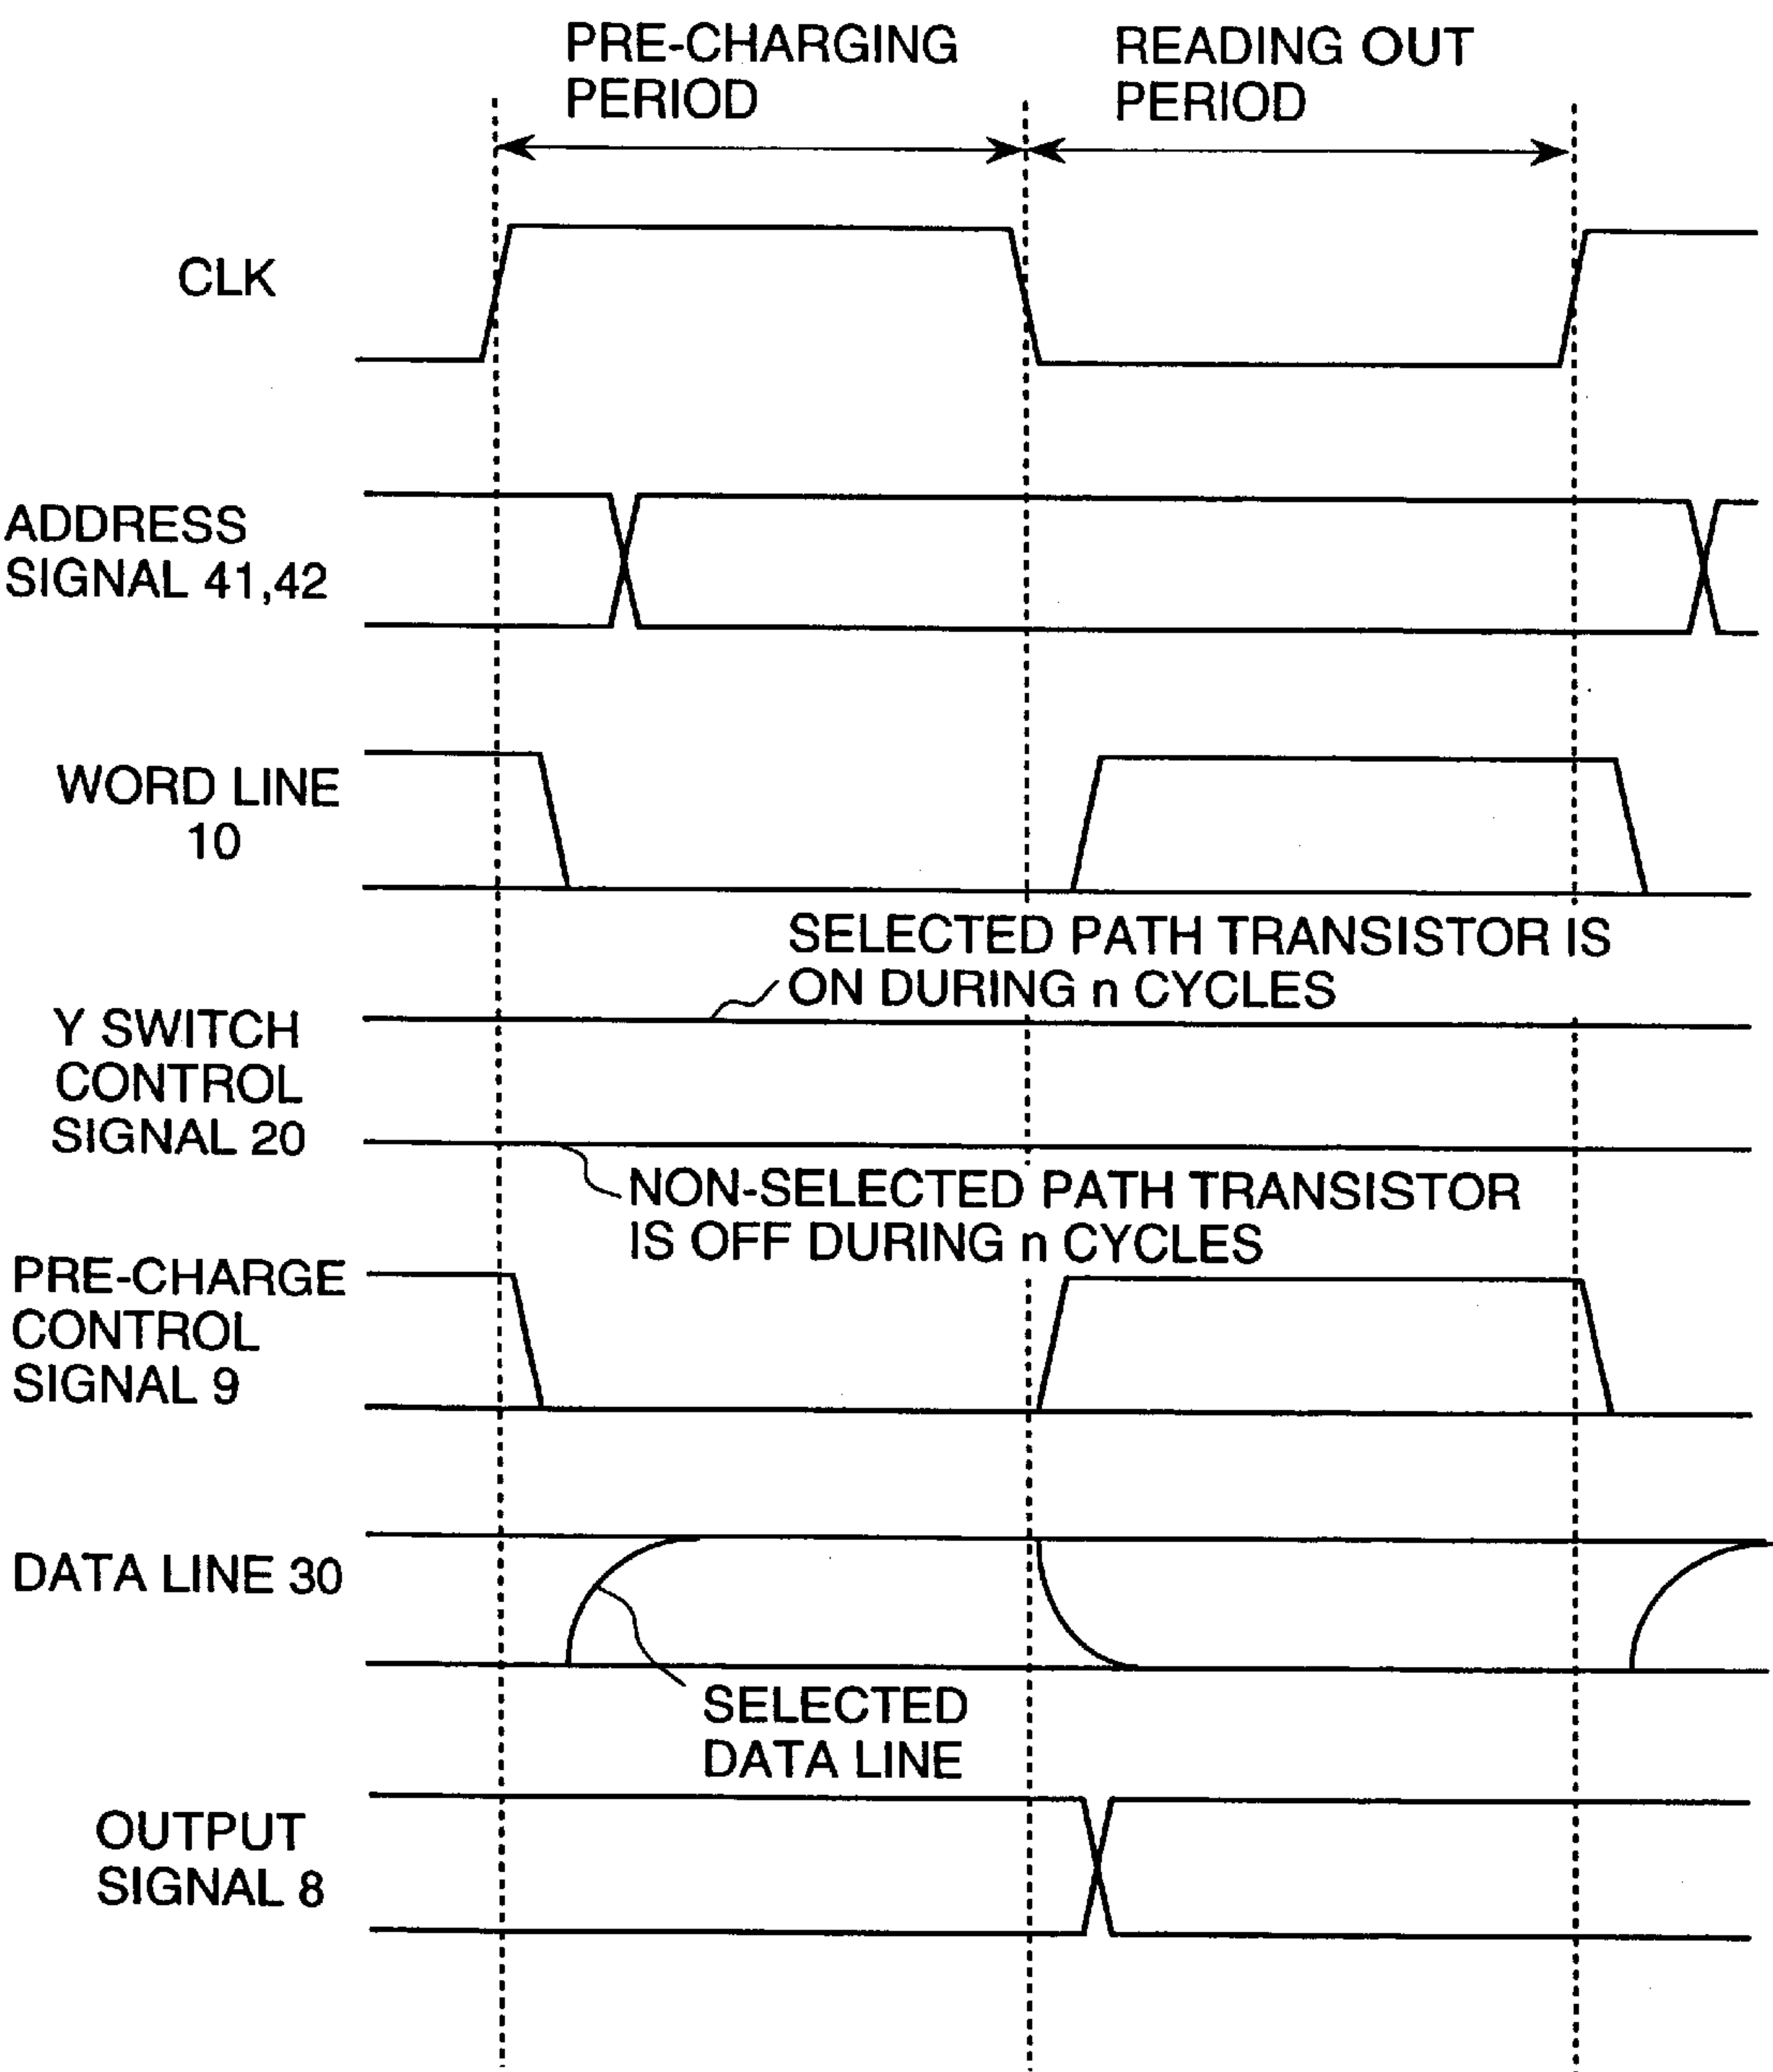 PRE-CHARGING
PERIOD
READING OUT
PERIOD
CLK
ADDRESS
SIGNAL 41,42
WORD LINE
10
SELECTED PATH TRANSISTOR IS
ON DURING n CYCLES
Y SWITCH
CONTROL
SIGNAL 20
NON-SELECTED PATH TRANSISTOR
IS OFF DURING n CYCLES
PRE-CHARGE
CONTROL
SIGNAL 9
DATA LINE 30
SELECTED
DATA LINE
OUTPUT
SIGNAL 8